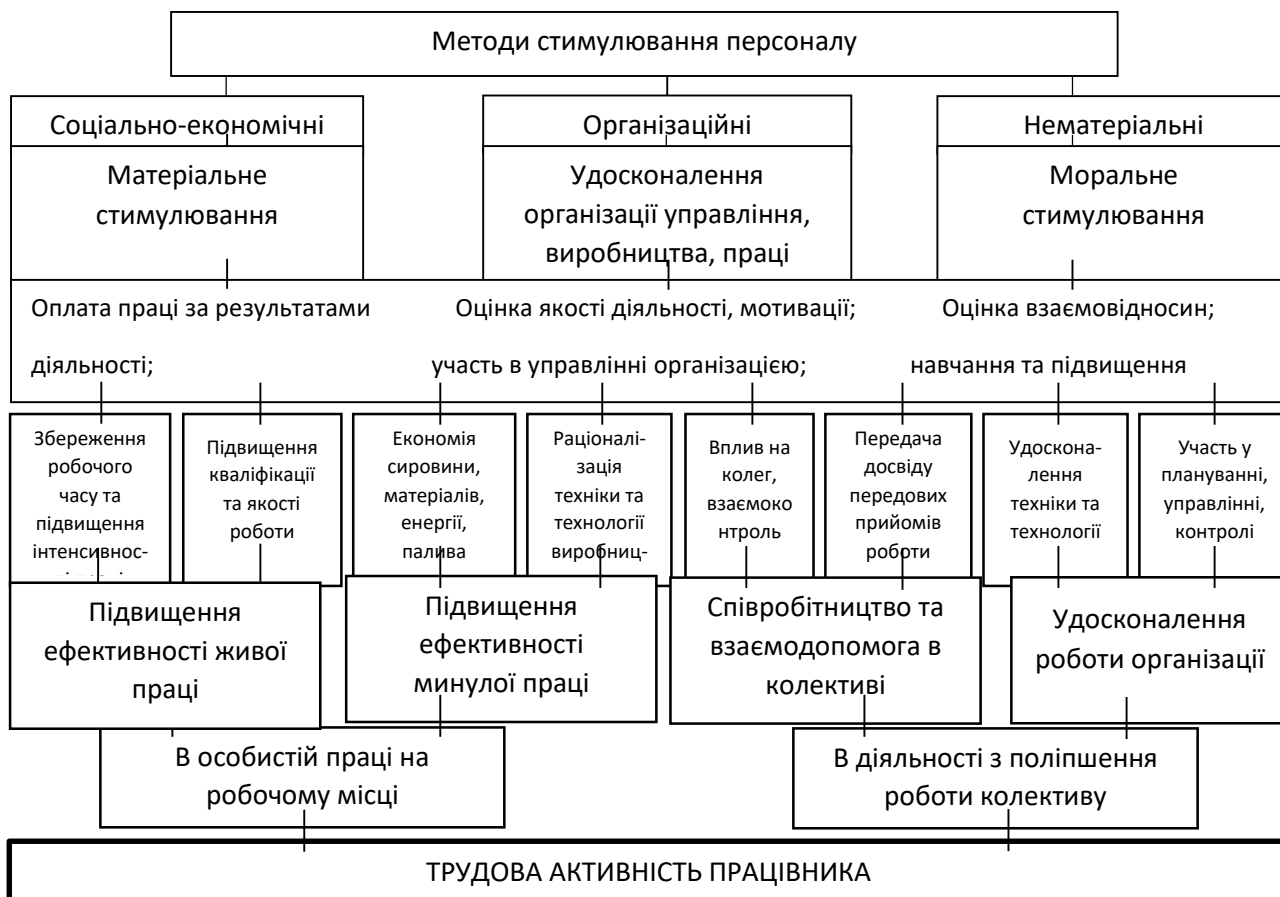 Методи стимулювання персоналу
Соціально-економічні
Організаційні
Нематеріальні
Матеріальне
стимулювання
Удосконалення
організації управління,
виробництва, праці
Моральне
стимулювання
Оплата праці за результатами
Оцінка якості діяльності, мотивації;
Оцінка взаємовідносин;
діяльності;
участь в управлінні організацією;
навчання та підвищення
Збереження
робочого
часу та
підвищення
інтенсивнос-
Підвищення
кваліфікації
та якості
роботи
Економія
сировини,
матеріалів,
енергії,
палива
Раціоналі-
зація
техніки та
технології
виробниц-
Вплив на
колег,
взаємоко
нтроль
Передача
досвіду
передових
прийомів
роботи
Удоскона-
лення
техніки та
технології
Участь у
плануванні,
управлінні,
контролі
Підвищення
ефективності живої
праці
Підвищення
ефективності
минулої праці
Співробітництво та
взаємодопомога в
колективі
Удосконалення
роботи організації
В особистій праці на
робочому місці
В діяльності з поліпшення
роботи колективу
ТРУДОВА АКТИВНІСТЬ ПРАЦІВНИКА